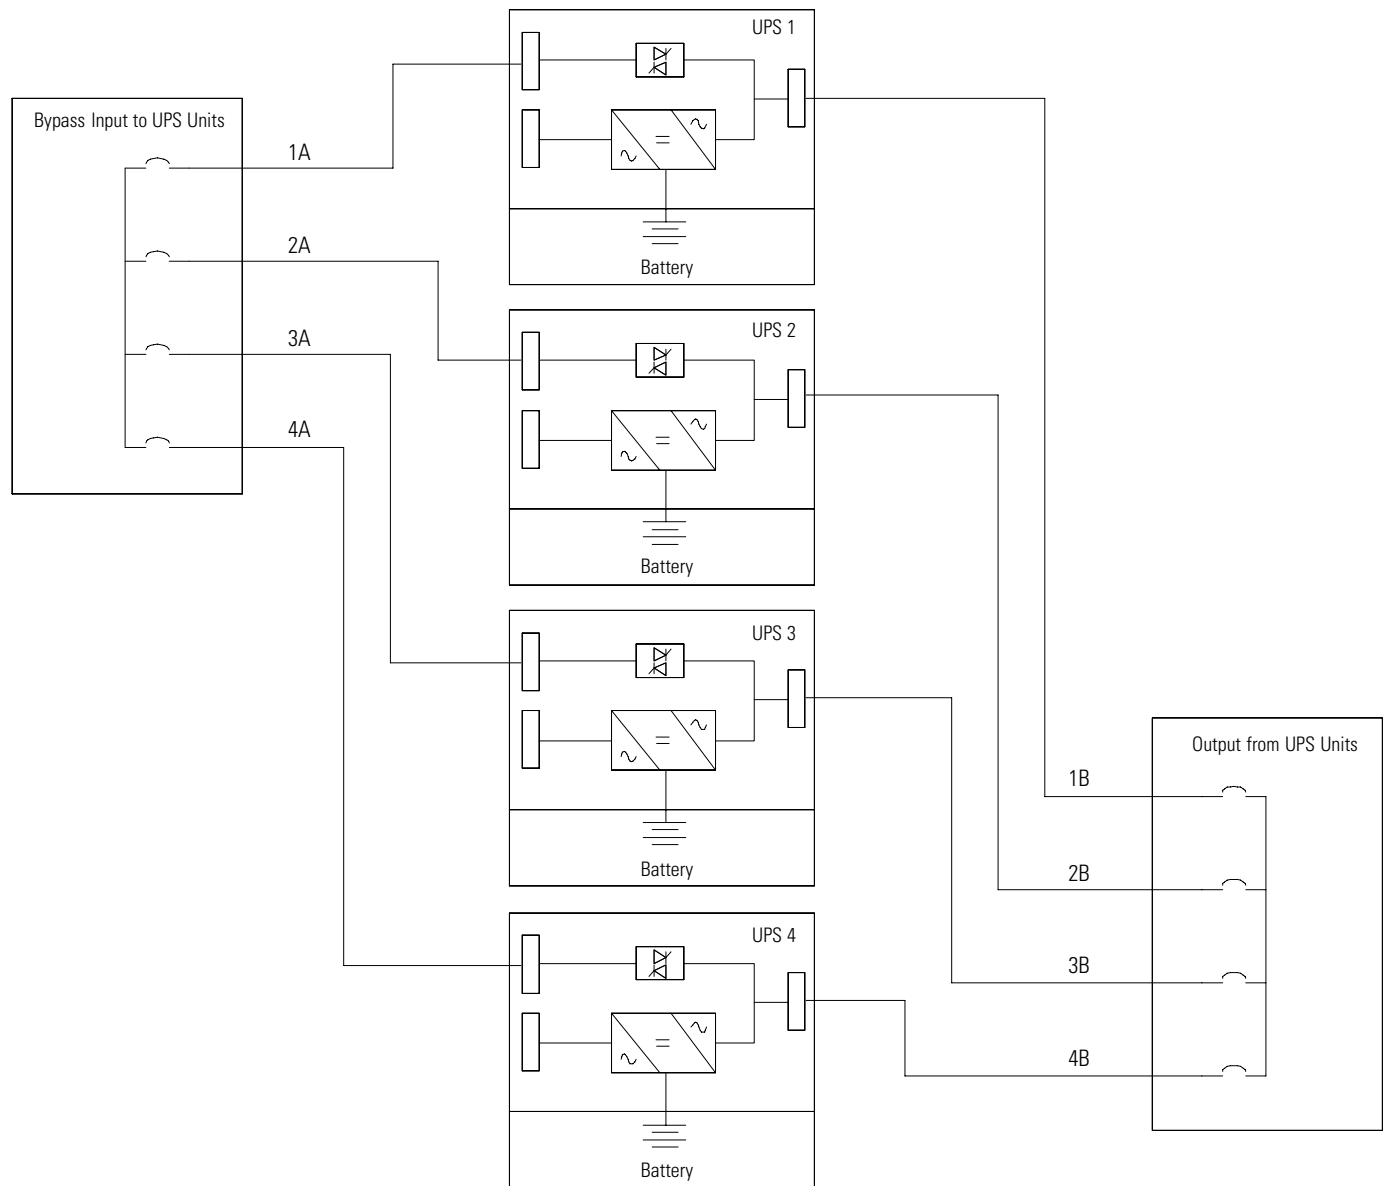 UPS 1
Bypass Input to UPS Units
1A
2A
Battery
UPS 2
3A
4A
Battery
UPS 3
Output from UPS Units
1B
Battery
2B
UPS 4
3B
4B
Battery